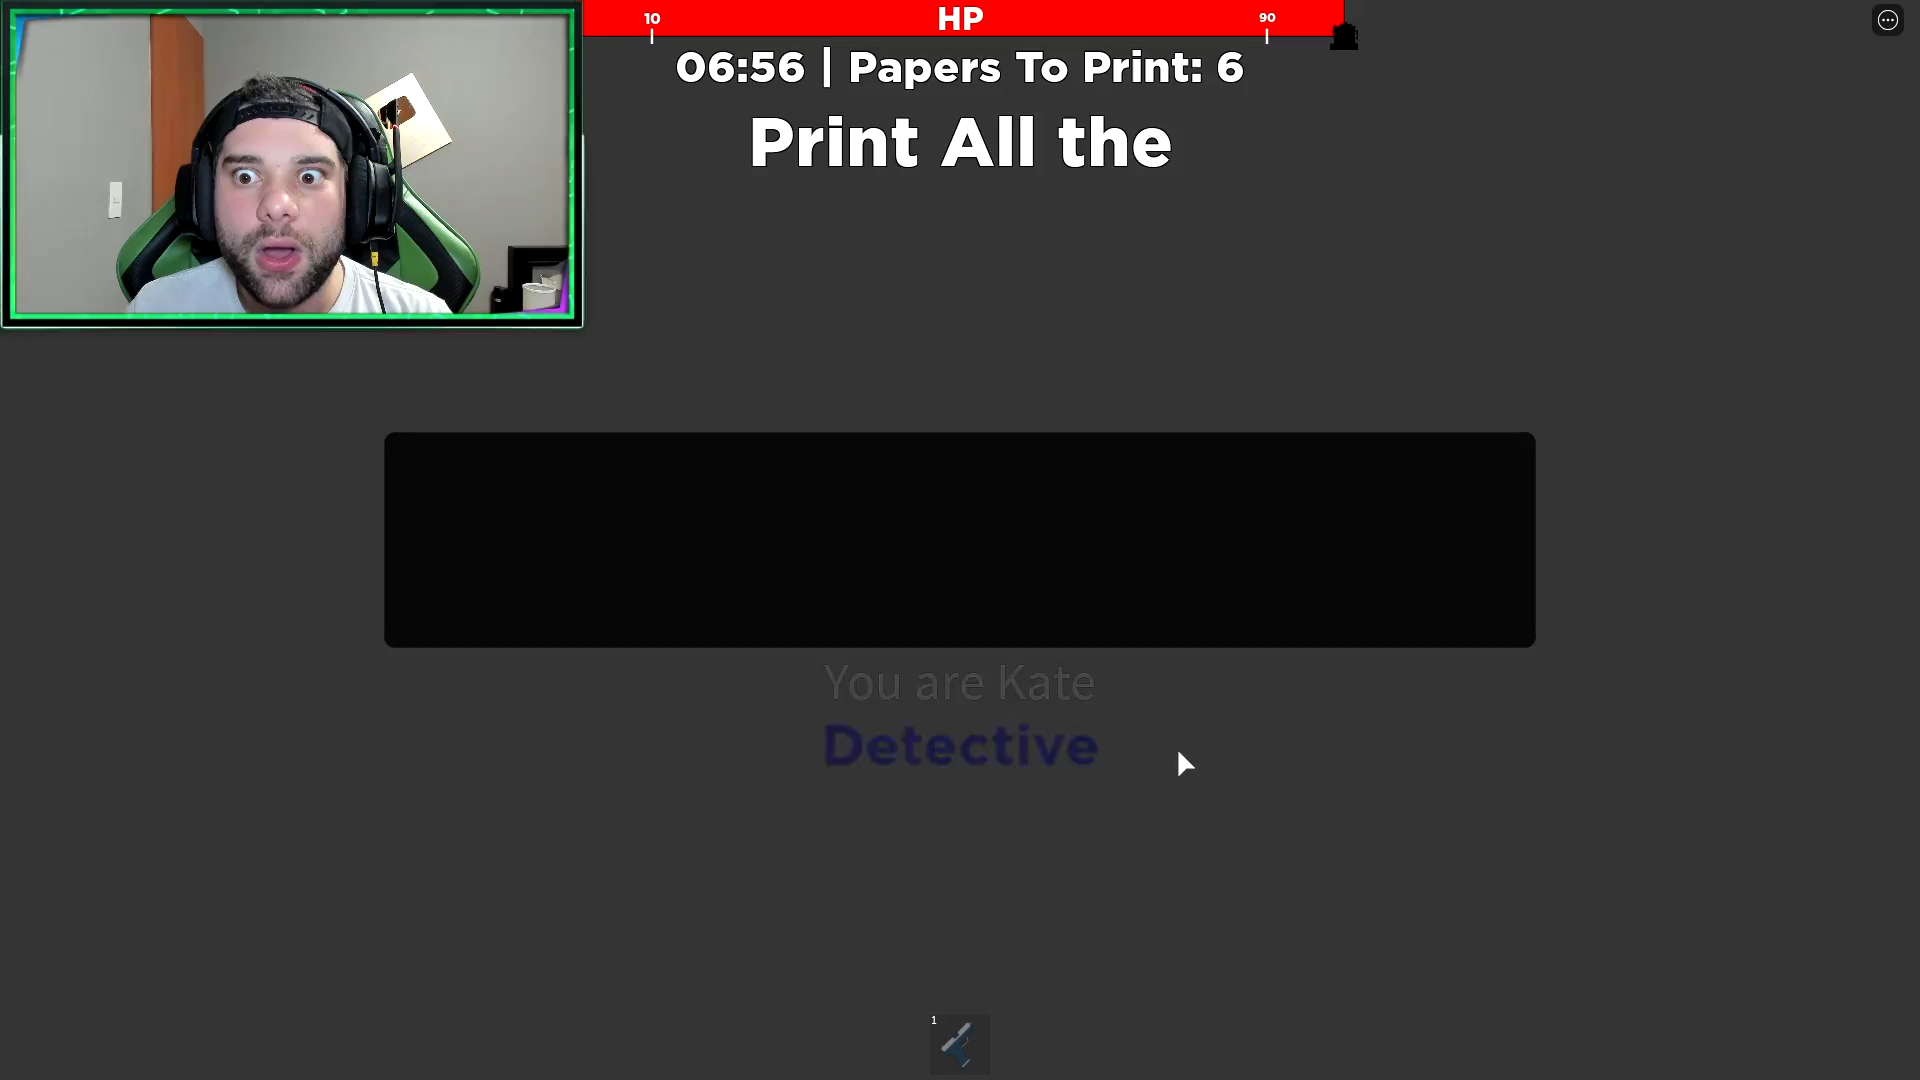 10 HP 90
06:56 | Papers To Print: 6
Print All the
You are Kate
Detective
1